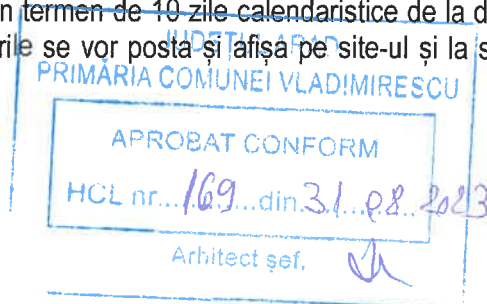 n termen de 10 zile calendaristice de la d
rile se vor posta și afișa pe site-ul și la s
JUDEȚUL ARAD
PRIMĂRIA COMUNEI VLADIMIRESCU
APROBAT CONFORM
HCL nr...169...din.31...08..2023
Arhitect șef,